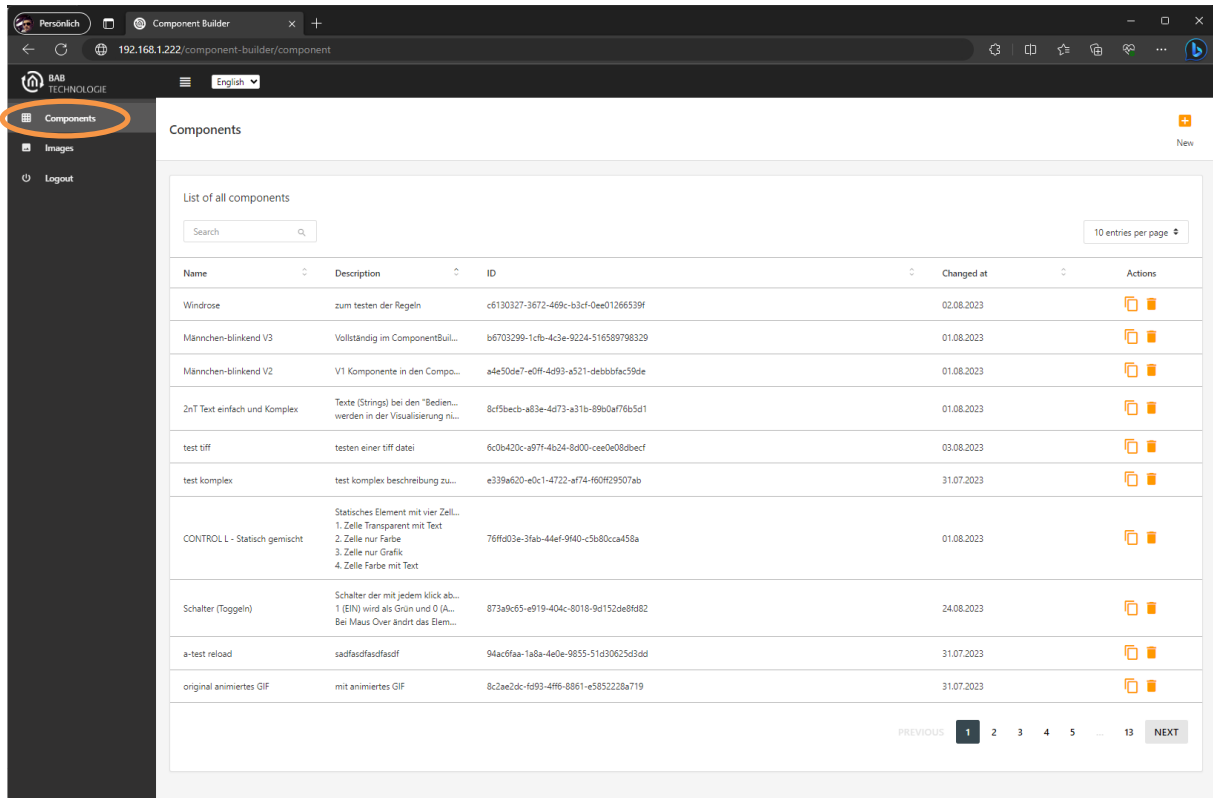 Persönlich
Component Builder
192.168.1.222/component-builder/component
BAB
TECHNOLOGIE
English
Components
Images
Logout
Components
New
List of all components
Search
10 entries per page
Name Description ID Changed at Actions
Windrose zum testen der Regeln c6130327-3672-469c-b3cf-0ee01266539f 02.08.2023
Männchen-blinkend V3 Vollständig im ComponentBuil... b6703299-1cfb-4c3e-9224-516589798329 01.08.2023
Männchen-blinkend V2 V1 Komponente in den Compo... a4e50de7-e0ff-4d93-a521-debbbfac59de 01.08.2023
2nT Text einfach und Komplex Texte (Strings) bei den "Bedien... 8cf5becb-a83e-4d73-a31b-89b0af76b5d1 01.08.2023
werden in der Visualisierung ni...
test tiff testen einer tiff datei 6c0b420c-a97f-4b24-8d00-cee0e08dbecf 03.08.2023
test komplex test komplex beschreibung zu... e339a620-e0c1-4722-af74-f60ff29507ab 31.07.2023
Statisches Element mit vier Zell...
1. Zelle Transparent mit Text
CONTROL L - Statisch gemischt 2. Zelle nur Farbe 76ffd03e-3fab-44ef-9f40-c5b80cca458a 01.08.2023
3. Zelle nur Grafik
4. Zelle Farbe mit Text
Schalter der mit jedem klick ab...
Schalter (Toggeln) 1 (EIN) wird als Grün und 0 (A... 873a9c65-e919-404c-8018-9d152de8fd82 24.08.2023
Bei Maus Over ändrt das Elem...
a-test reload sadfasdfasdfasdf 94ac6faa-1a8a-4e0e-9855-51d30625d3dd 31.07.2023
original animiertes GIF mit animiertes GIF 8c2ae2dc-fd93-4ff6-8861-e5852228a719 31.07.2023
PREVIOUS 1 2 3 4 5 ... 13 NEXT